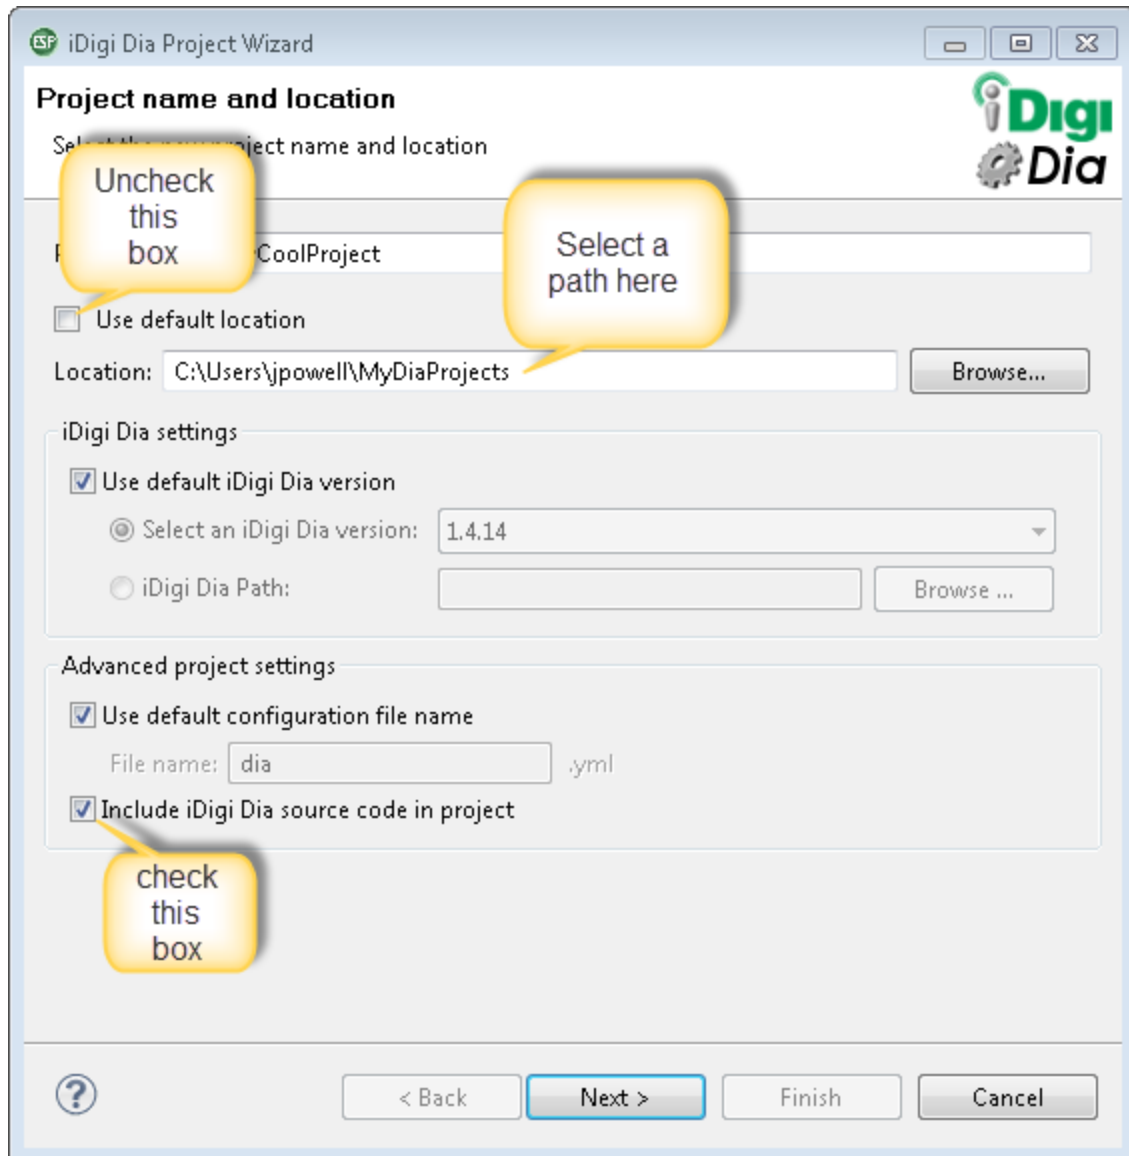 ESP iDigi Dia Project Wizard
Project name and location
project name and location
iDigi
Dia
Uncheck
this
box
Select a
path here
CoolProject
Use default location
Location: C:\Users\jpowell\MyDiaProjects Browse...
iDigi Dia settings
Use default iDigi Dia version
Select an iDigi Dia version: 1.4.14
iDigi Dia Path: Browse ...
Advanced project settings
Use default configuration file name
File name: dia .yml
Include iDigi Dia source code in project
check
this
box
? < Back Next > Finish Cancel